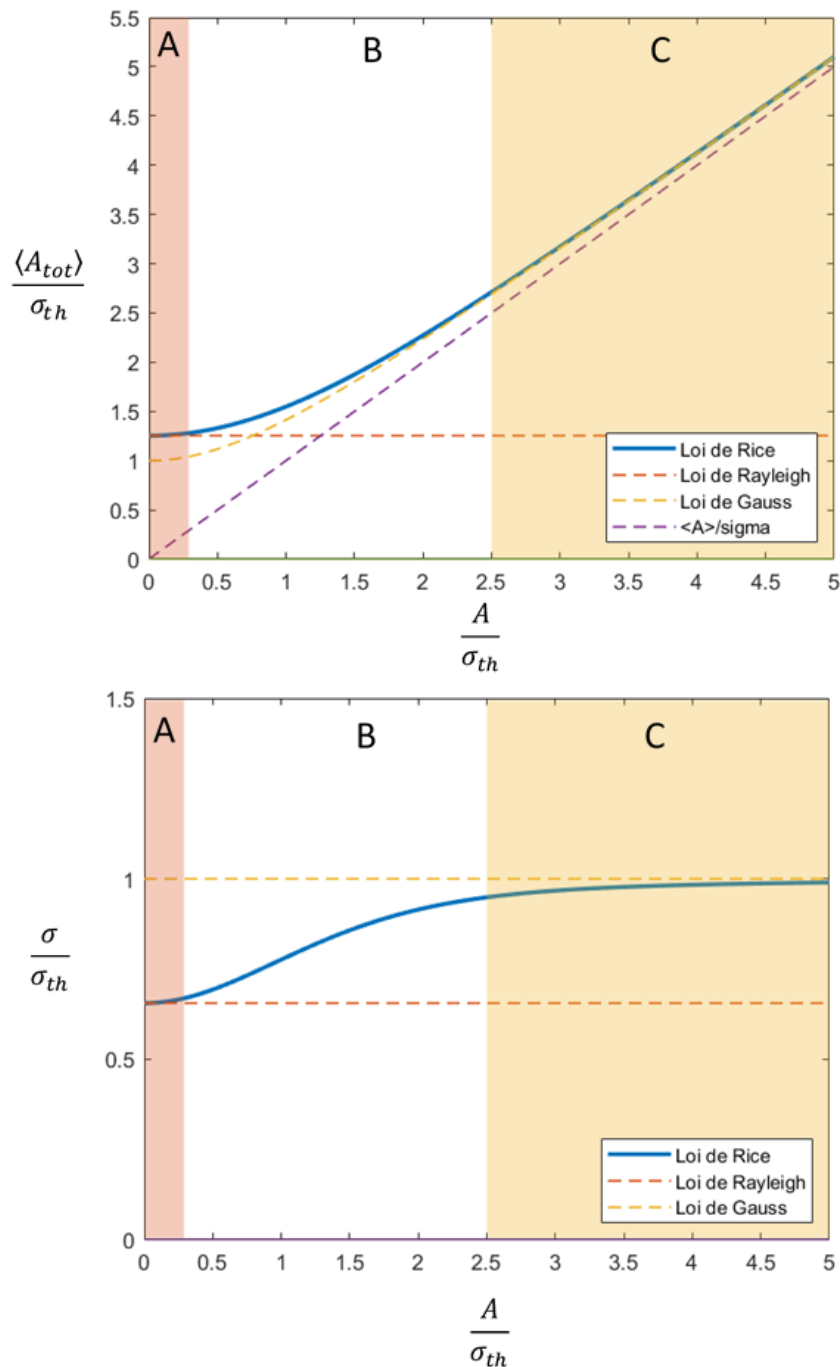 A B C
5.5
5
4.5
4
3.5
3
2.5
2
1.5
1
0.5
0
⟨A_tot⟩
σ_th
Loi de Rice
Loi de Rayleigh
Loi de Gauss
<A>/sigma
0 0.5 1 1.5 2 2.5 3 3.5 4 4.5 5
A
σ_th
A B C
1.5
1
0.5
0
σ
σ_th
Loi de Rice
Loi de Rayleigh
Loi de Gauss
0 0.5 1 1.5 2 2.5 3 3.5 4 4.5 5
A
σ_th